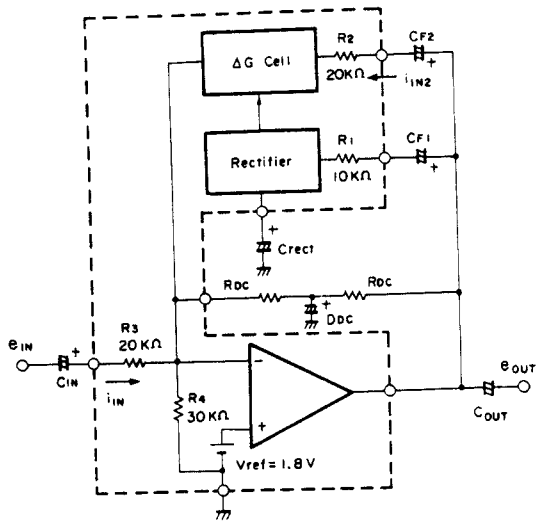 ΔG Cell
R2
20KΩ
CF2
+
iIN2
Rectifier
R1
10KΩ
CF1
+
+
Crect
RDC
RDC
+
DDC
eIN
+
CIN
R3
20KΩ
iIN
R4
30KΩ
−
+
Vref=1.8V
eOUT
COUT